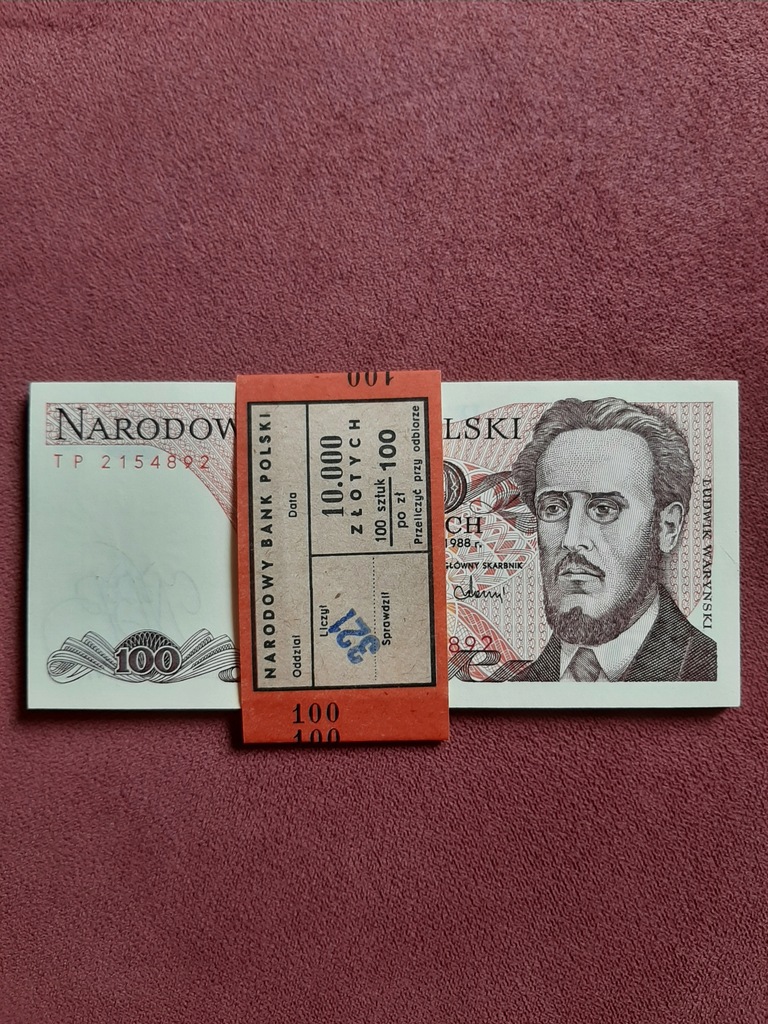 NARODOW
LSKI
TP 2154892
CH
1988 r.
GŁÓWNY SKARBNIK
892
100
LUDWIK WARYŃSKI
100
NARODOWY BANK POLSKI
Oddział
Data
10.000
ZŁOTYCH
100 sztuk
po zł 100
Przeliczyć przy odbiorze
Liczył
Sprawdził
321
100
100